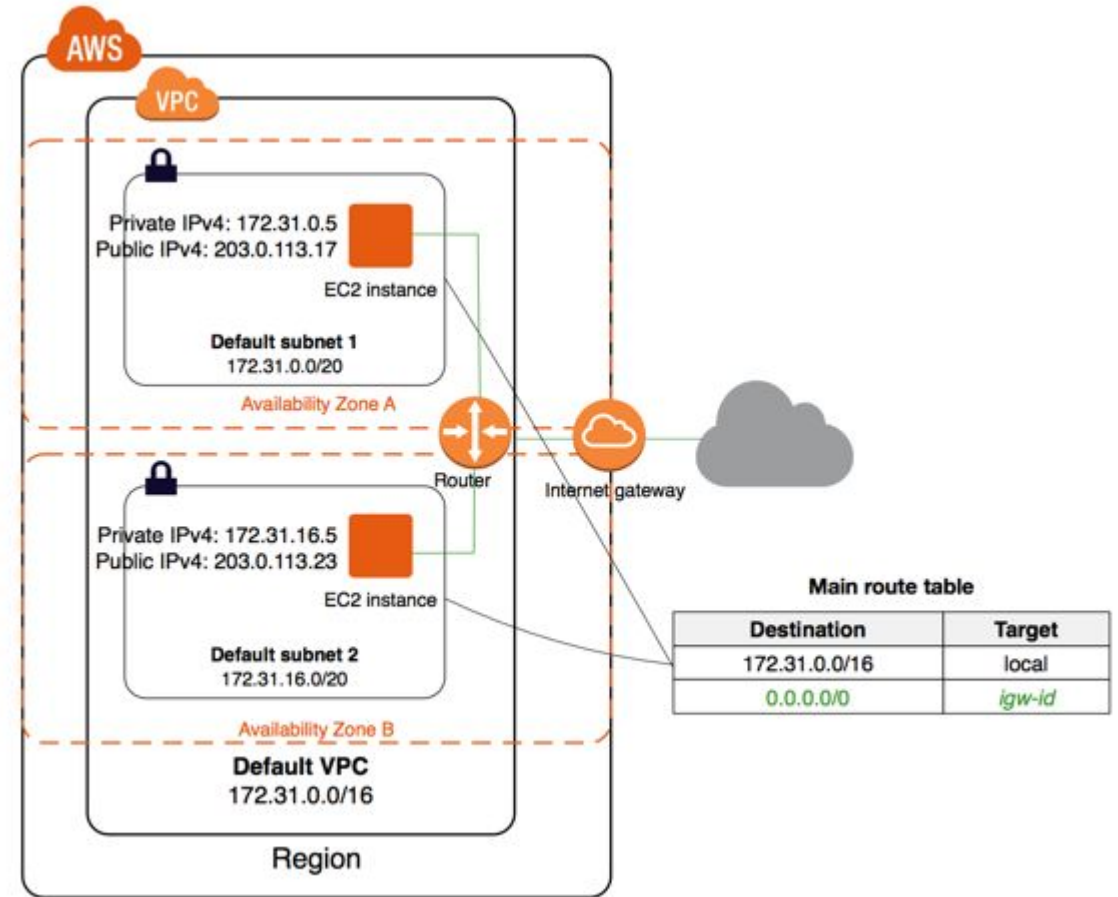 AWS
VPC
Private IPv4: 172.31.0.5
Public IPv4: 203.0.113.17
EC2 instance
Default subnet 1
172.31.0.0/20
Availability Zone A
Router
Internet gateway
Private IPv4: 172.31.16.5
Public IPv4: 203.0.113.23
EC2 instance
Default subnet 2
172.31.16.0/20
Availability Zone B
Default VPC
172.31.0.0/16
Region
Main route table
Destination Target
172.31.0.0/16 local
0.0.0.0/0 igw-id